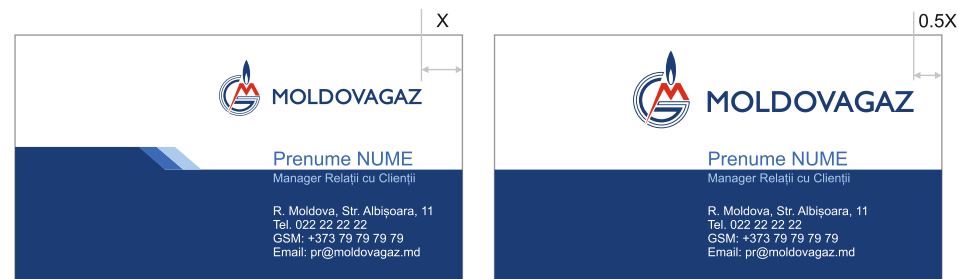 X
MG MOLDOVAGAZ
Prenume NUME
Manager Relații cu Clienții
R. Moldova, Str. Albișoara, 11
Tel. 022 22 22 22
GSM: +373 79 79 79 79
Email: pr@moldovagaz.md
0.5X
MG MOLDOVAGAZ
Prenume NUME
Manager Relații cu Clienții
R. Moldova, Str. Albișoara, 11
Tel. 022 22 22 22
GSM: +373 79 79 79 79
Email: pr@moldovagaz.md